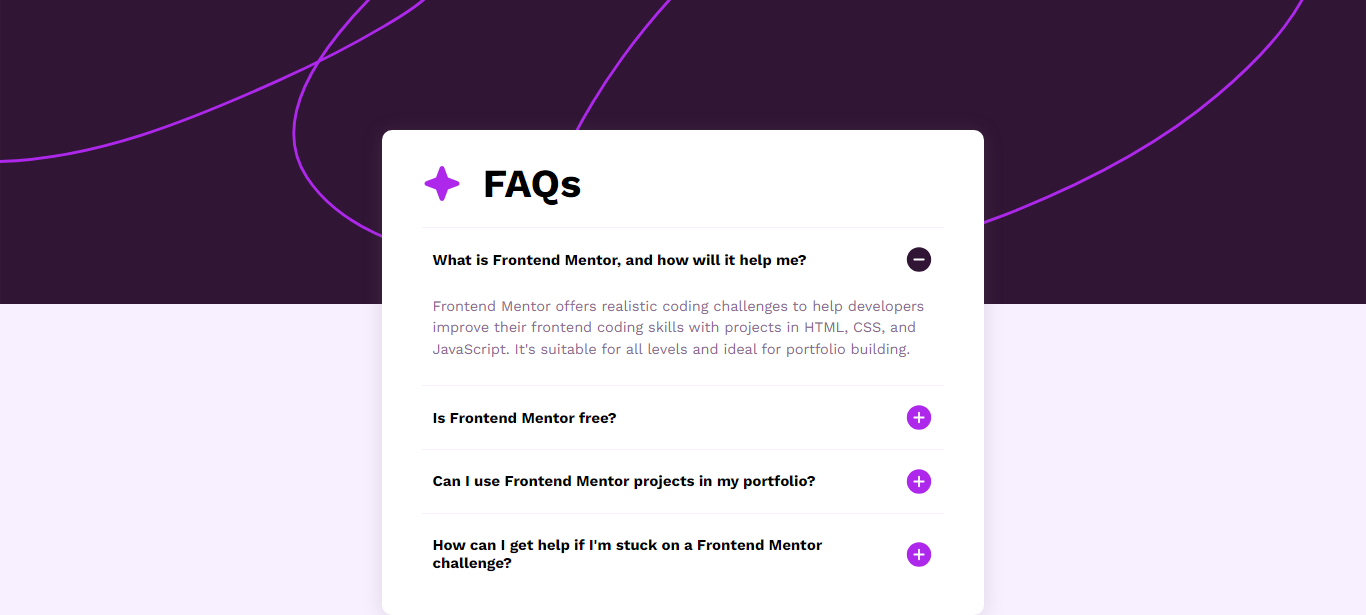 FAQs
What is Frontend Mentor, and how will it help me?
Frontend Mentor offers realistic coding challenges to help developers
improve their frontend coding skills with projects in HTML, CSS, and
JavaScript. It's suitable for all levels and ideal for portfolio building.
Is Frontend Mentor free?
Can I use Frontend Mentor projects in my portfolio?
How can I get help if I'm stuck on a Frontend Mentor
challenge?